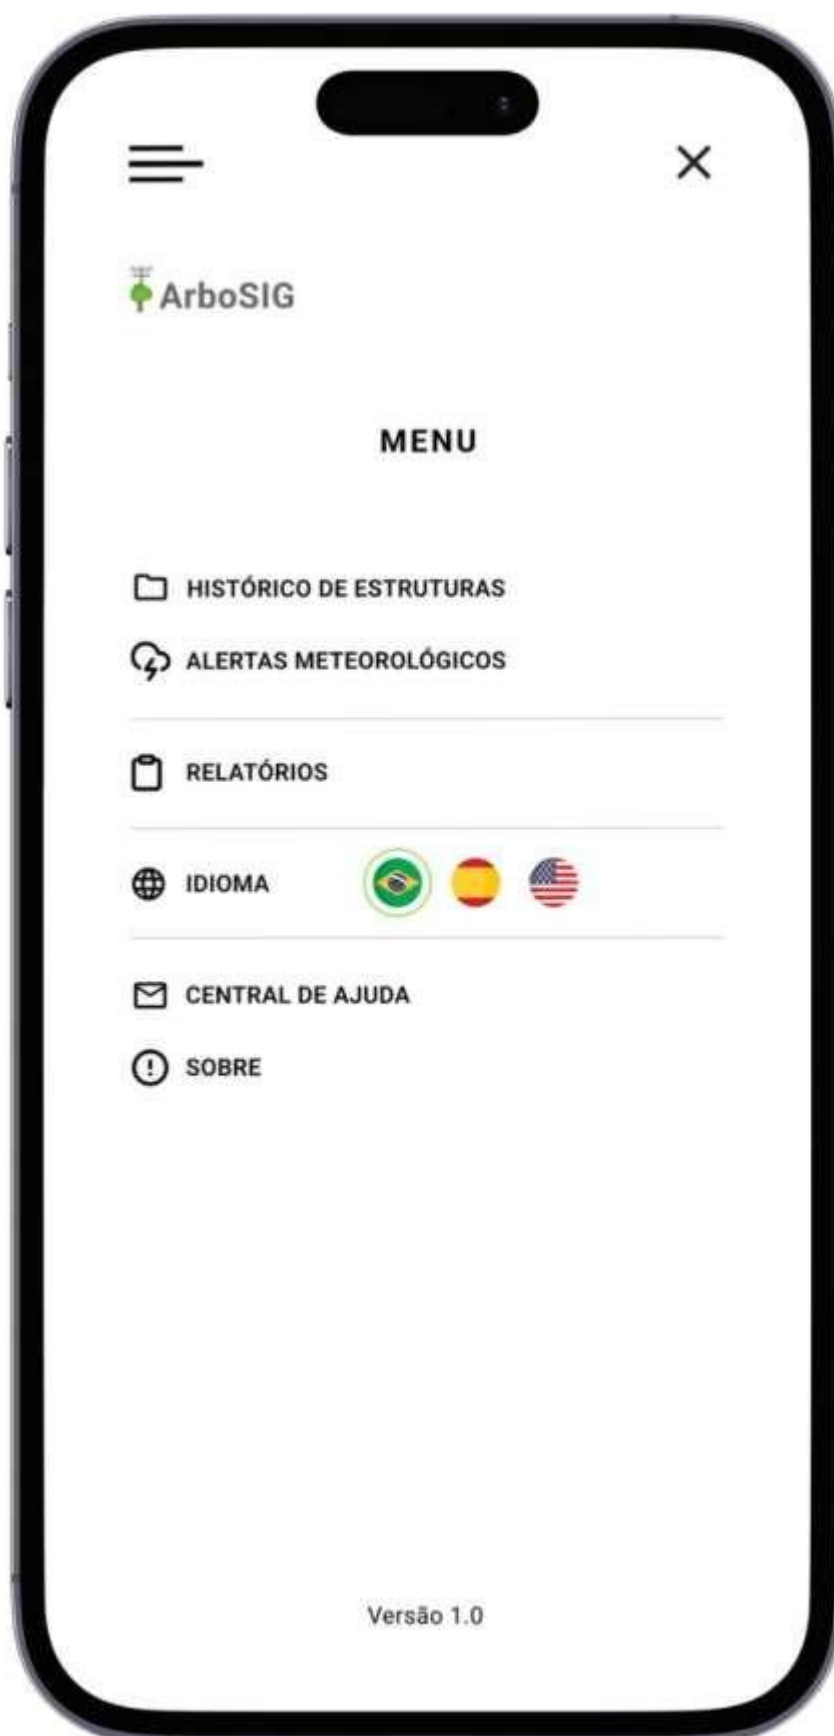 ArboSIG
MENU
HISTÓRICO DE ESTRUTURAS
ALERTAS METEOROLÓGICOS
RELATÓRIOS
IDIOMA
CENTRAL DE AJUDA
SOBRE
Versão 1.0